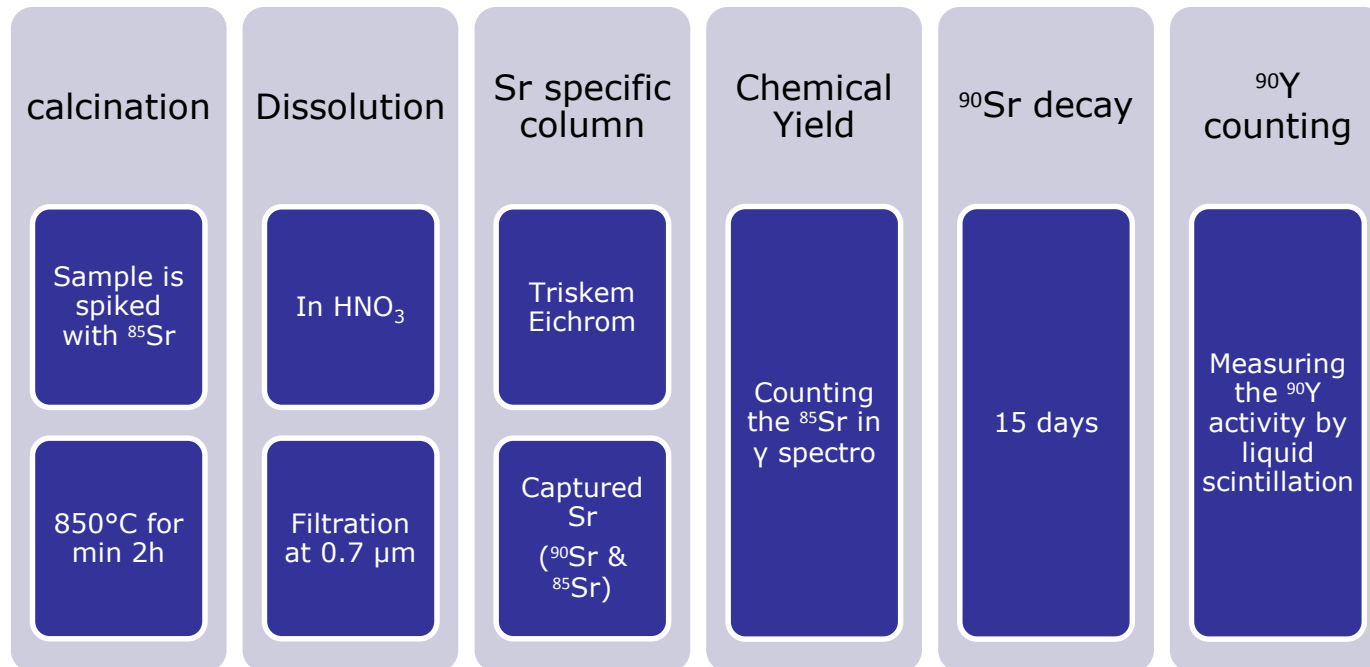 calcination
Sample is
spiked
with ⁸⁵Sr
850°C for
min 2h
Dissolution
In HNO₃
Filtration
at 0.7 µm
Sr specific
column
Triskem
Eichrom
Captured
Sr
(⁹⁰Sr &
⁸⁵Sr)
Chemical
Yield
Counting
the ⁸⁵Sr in
γ spectro
⁹⁰Sr decay
15 days
⁹⁰Y
counting
Measuring
the ⁹⁰Y
activity by
liquid
scintillation